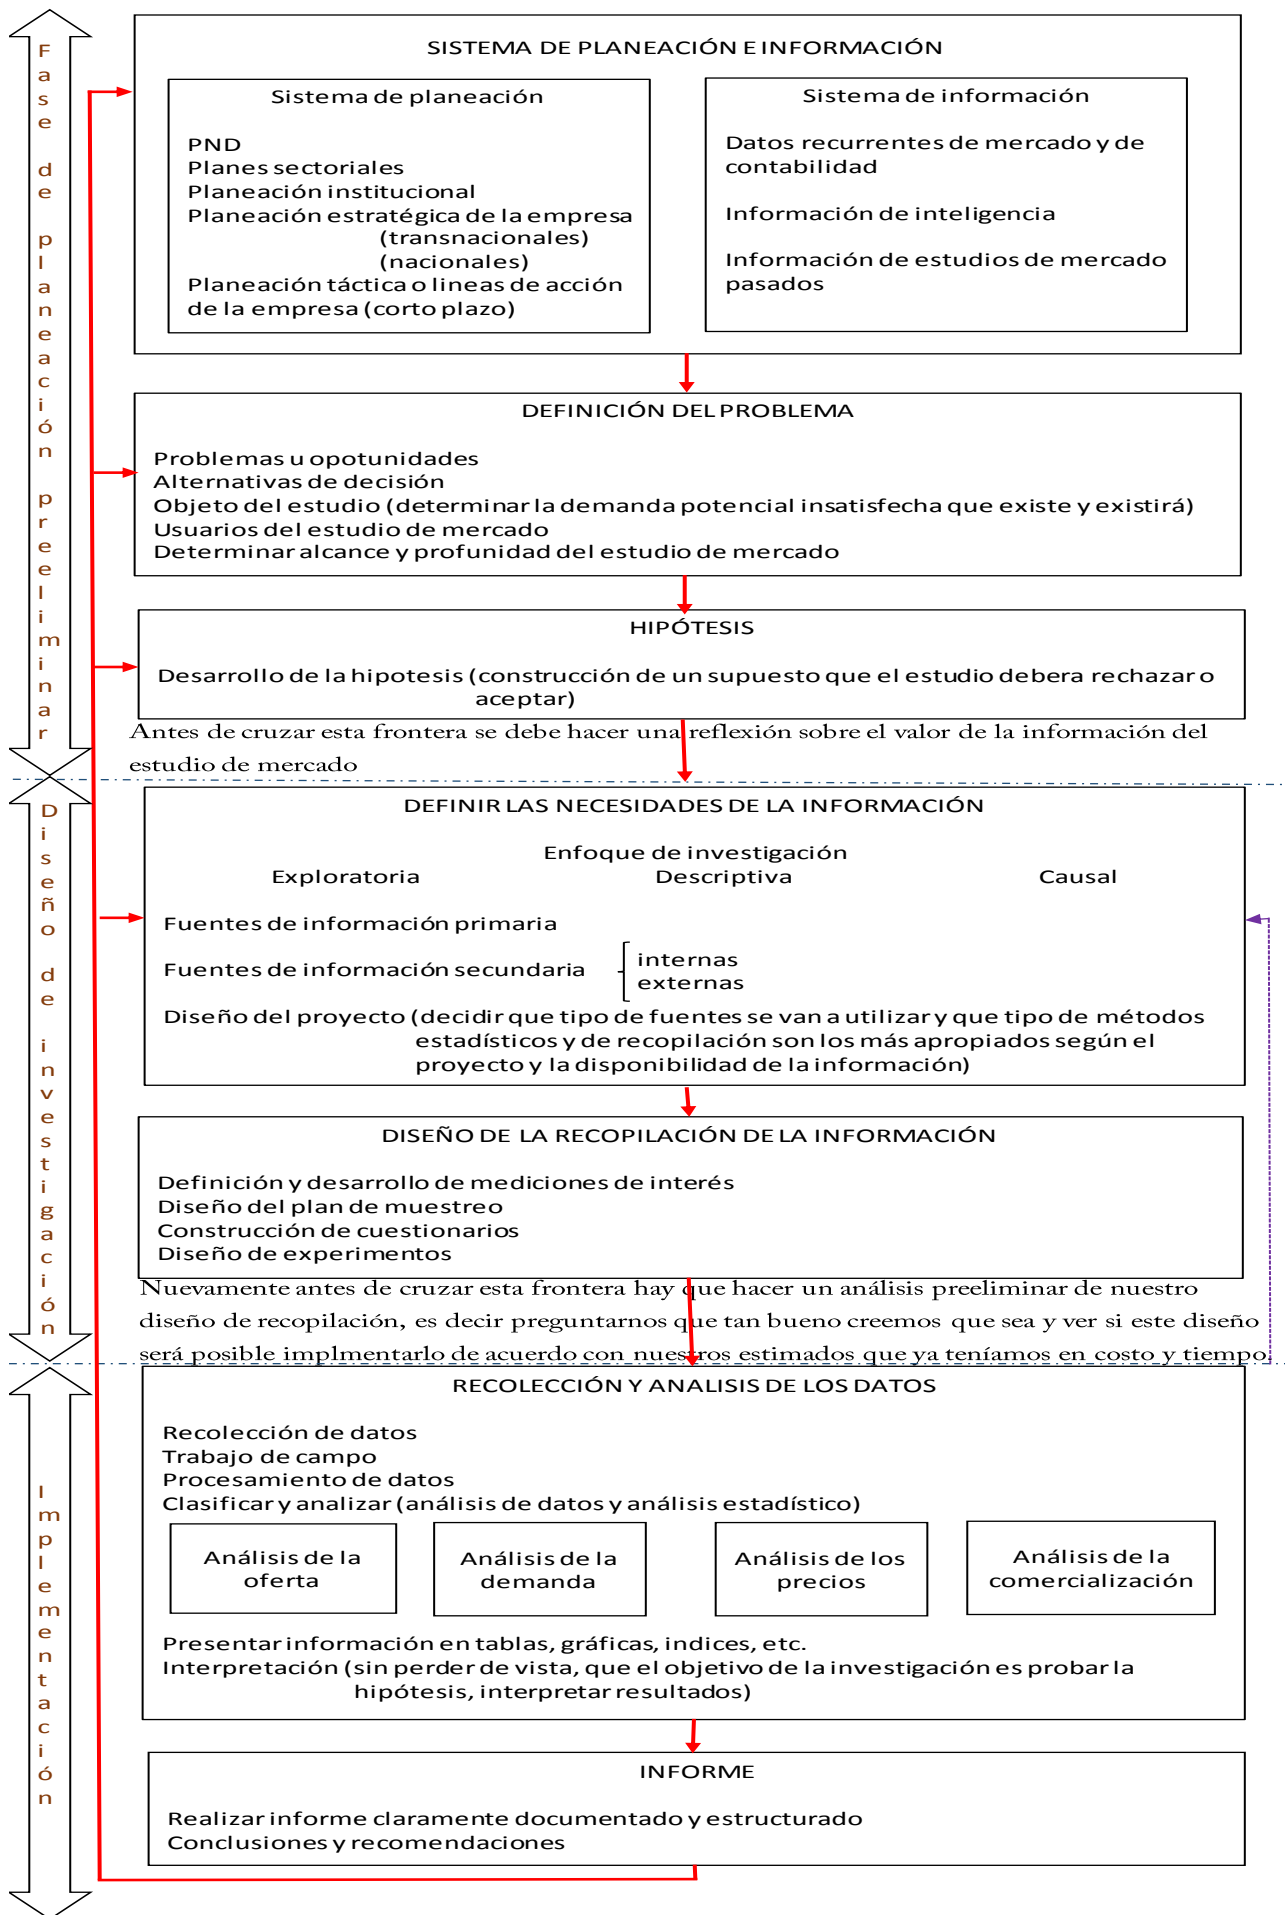 Fase de planeación preeliminar
SISTEMA DE PLANEACIÓN E INFORMACIÓN
Sistema de planeación
PND
Planes sectoriales
Planeación institucional
Planeación estratégica de la empresa
(transnacionales)
(nacionales)
Planeación táctica o lineas de acción
de la empresa (corto plazo)
Sistema de información
Datos recurrentes de mercado y de
contabilidad
Información de inteligencia
Información de estudios de mercado
pasados
DEFINICIÓN DEL PROBLEMA
Problemas u opotunidades
Alternativas de decisión
Objeto del estudio (determinar la demanda potencial insatisfecha que existe y existirá)
Usuarios del estudio de mercado
Determinar alcance y profunidad del estudio de mercado
HIPÓTESIS
Desarrollo de la hipotesis (construcción de un supuesto que el estudio debera rechazar o
aceptar)
Antes de cruzar esta frontera se debe hacer una reflexión sobre el valor de la información del
estudio de mercado
Diseño de investigación
DEFINIR LAS NECESIDADES DE LA INFORMACIÓN
Enfoque de investigación
Exploratoria Descriptiva Causal
Fuentes de información primaria
Fuentes de información secundaria
internas
externas
Diseño del proyecto (decidir que tipo de fuentes se van a utilizar y que tipo de métodos
estadísticos y de recopilación son los más apropiados según el
proyecto y la disponibilidad de la información)
DISEÑO DE LA RECOPILACIÓN DE LA INFORMACIÓN
Definición y desarrollo de mediciones de interés
Diseño del plan de muestreo
Construcción de cuestionarios
Diseño de experimentos
Nuevamente antes de cruzar esta frontera hay que hacer un análisis preeliminar de nuestro
diseño de recopilación, es decir preguntarnos que tan bueno creemos que sea y ver si este diseño
será posible implmentarlo de acuerdo con nuestros estimados que ya teníamos en costo y tiempo.
Implementación
RECOLECCIÓN Y ANALISIS DE LOS DATOS
Recolección de datos
Trabajo de campo
Procesamiento de datos
Clasificar y analizar (análisis de datos y análisis estadístico)
Análisis de la
oferta
Análisis de la
demanda
Análisis de los
precios
Análisis de la
comercialización
Presentar información en tablas, gráficas, indices, etc.
Interpretación (sin perder de vista, que el objetivo de la investigación es probar la
hipótesis, interpretar resultados)
INFORME
Realizar informe claramente documentado y estructurado
Conclusiones y recomendaciones